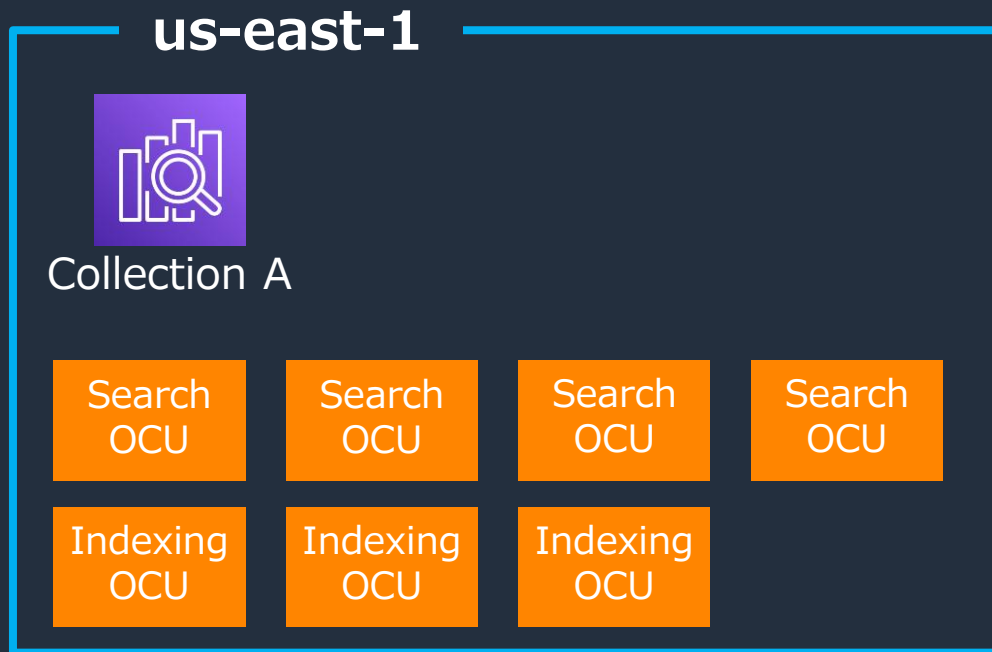 us-east-1
Collection A
Search
OCU
Search
OCU
Search
OCU
Search
OCU
Indexing
OCU
Indexing
OCU
Indexing
OCU